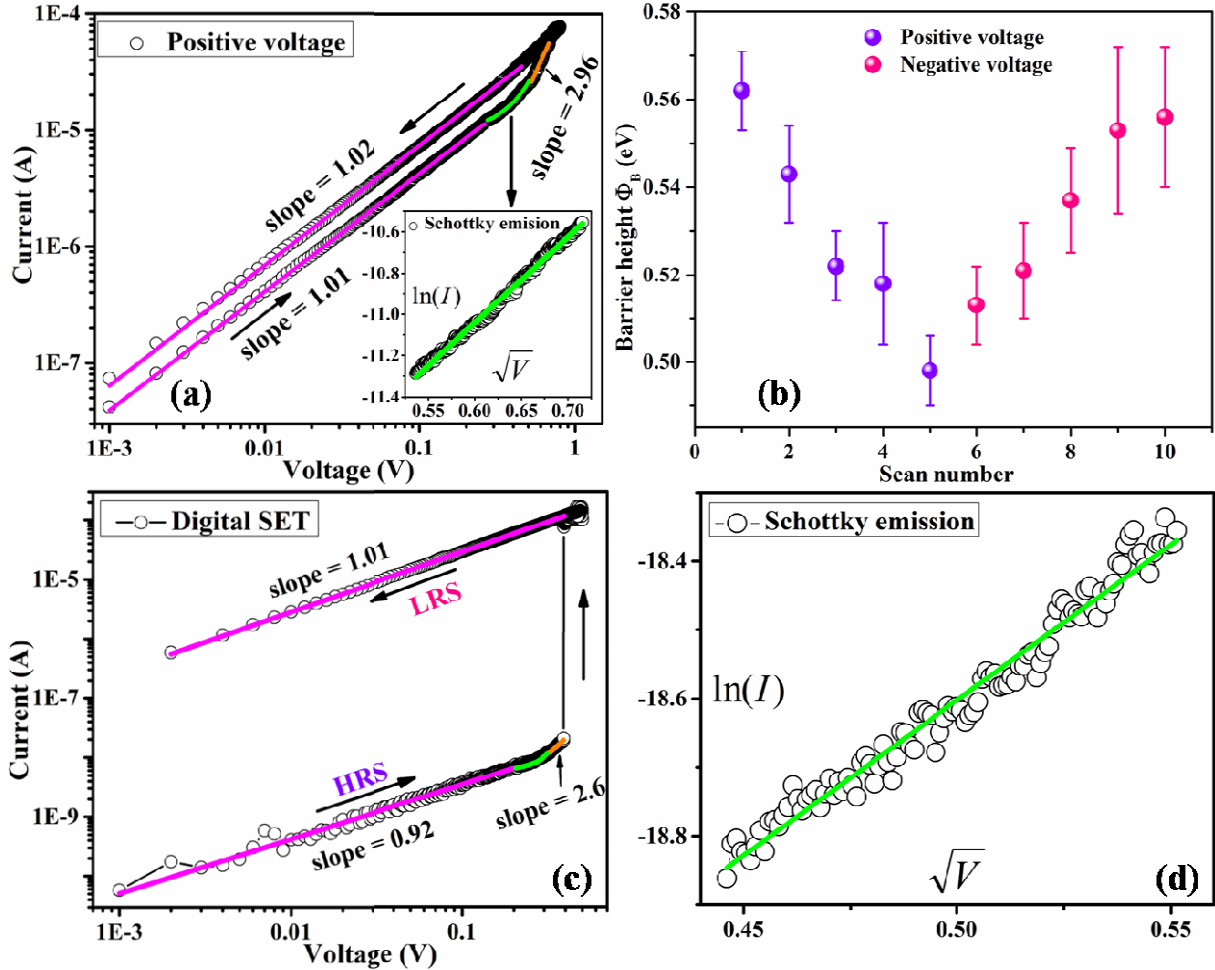 1E-4
Positive voltage
slope = 2.96
1E-5
slope = 1.02
Current (A)
1E-6
slope = 1.01
Schottky emission
-10.6
-10.8
ln(I)
-11.0
-11.2
√V
-11.4
0.55 0.60 0.65 0.70
1E-7
(a)
1E-3 0.01 0.1 1
Voltage (V)
0.58
Positive voltage
Negative voltage
0.56
Barrier height Φ_B (eV)
0.54
0.52
0.50
(b)
0 2 4 6 8 10
Scan number
Digital SET
slope = 1.01
1E-5
LRS
Current (A)
1E-7
HRS
slope = 2.6
1E-9
slope = 0.92
(c)
1E-3 0.01 0.1
Voltage (V)
Schottky emission
-18.4
-18.6
ln(I)
-18.8
√V
(d)
0.45 0.50 0.55